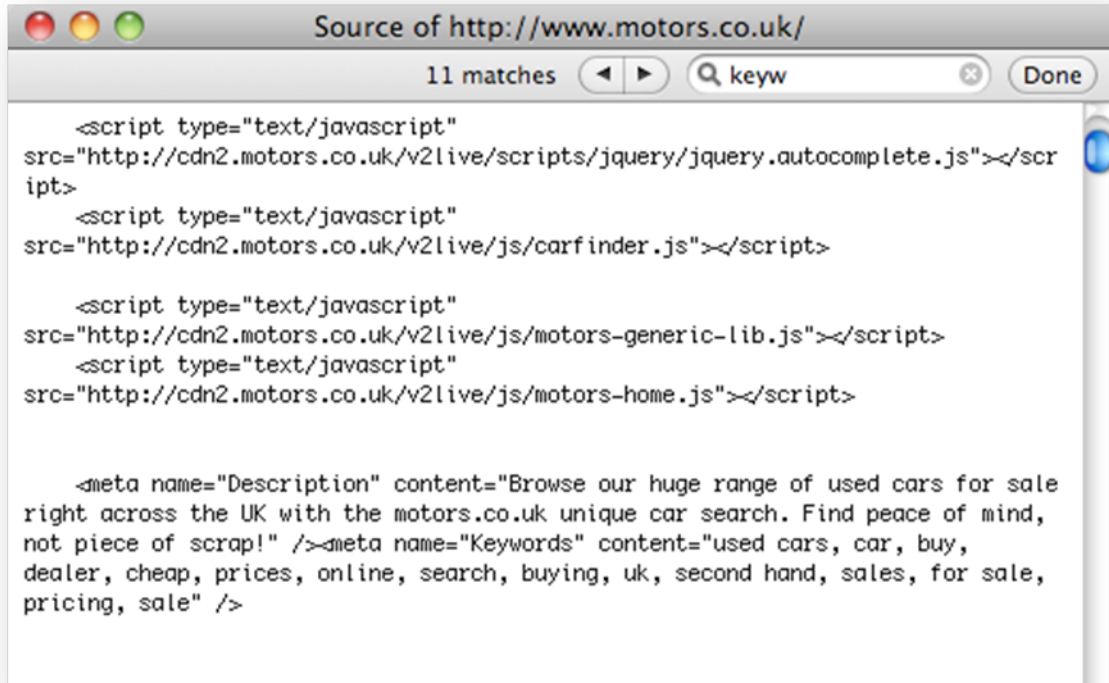 Source of http://www.motors.co.uk/
11 matches keyw Done
<script type="text/javascript"
src="http://cdn2.motors.co.uk/v2live/scripts/jquery/jquery.autocomplete.js"></scr
ipt>
<script type="text/javascript"
src="http://cdn2.motors.co.uk/v2live/js/carfinder.js"></script>
<script type="text/javascript"
src="http://cdn2.motors.co.uk/v2live/js/motors-generic-lib.js"></script>
<script type="text/javascript"
src="http://cdn2.motors.co.uk/v2live/js/motors-home.js"></script>
<meta name="Description" content="Browse our huge range of used cars for sale
right across the UK with the motors.co.uk unique car search. Find peace of mind,
not piece of scrap!" /><meta name="Keywords" content="used cars, car, buy,
dealer, cheap, prices, online, search, buying, uk, second hand, sales, for sale,
pricing, sale" />